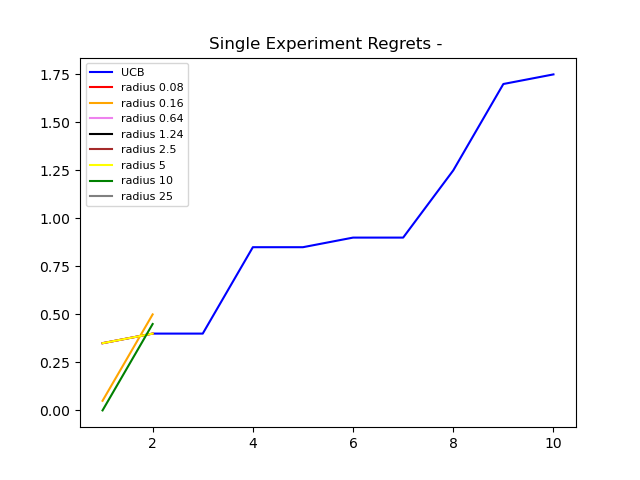 Single Experiment Regrets -
UCB
radius 0.08
radius 0.16
radius 0.64
radius 1.24
radius 2.5
radius 5
radius 10
radius 25
1.75
1.50
1.25
1.00
0.75
0.50
0.25
0.00
2 4 6 8 10